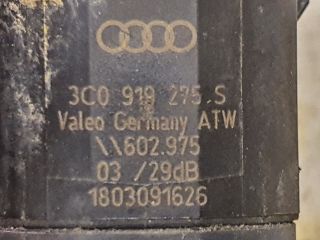 3C0 919 275 S
Valeo Germany ATW
\\602.975
03 /29dB
1803091626